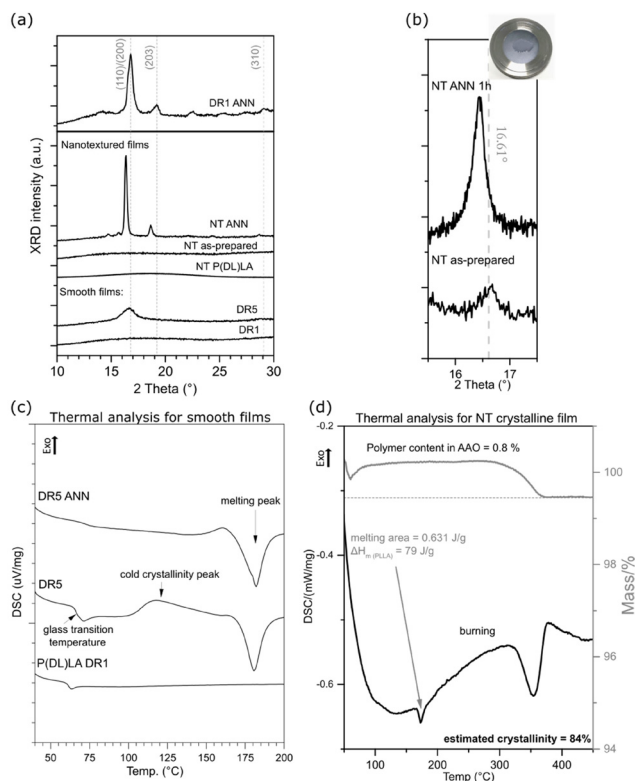 (a)
(110)/(200)
(203)
(310)
DR1 ANN
Nanotextured films
NT ANN
NT as-prepared
NT P(DL)LA
Smooth films:
DR5
DR1
XRD intensity (a.u.)
10 15 20 25 30
2 Theta (°)
(b)
NT ANN 1h
16.61°
NT as-prepared
16 17
2 Theta (°)
(c)
Thermal analysis for smooth films
Exo
DR5 ANN
melting peak
DR5
cold crystallinity peak
glass transition
temperature
P(DL)LA DR1
DSC (uV/mg)
50 75 100 125 150 175 200
Temp. (°C)
(d)
Thermal analysis for NT crystalline film
-0.2
Exo
Polymer content in AAO = 0.8 %
100
melting area = 0.631 J/g
ΔHm (PLLA) = 79 J/g
98
-0.4
DSC/(mW/mg)
Mass/%
burning
96
-0.6
estimated crystallinity = 84%
94
50 150 250 350
Temp (°C)